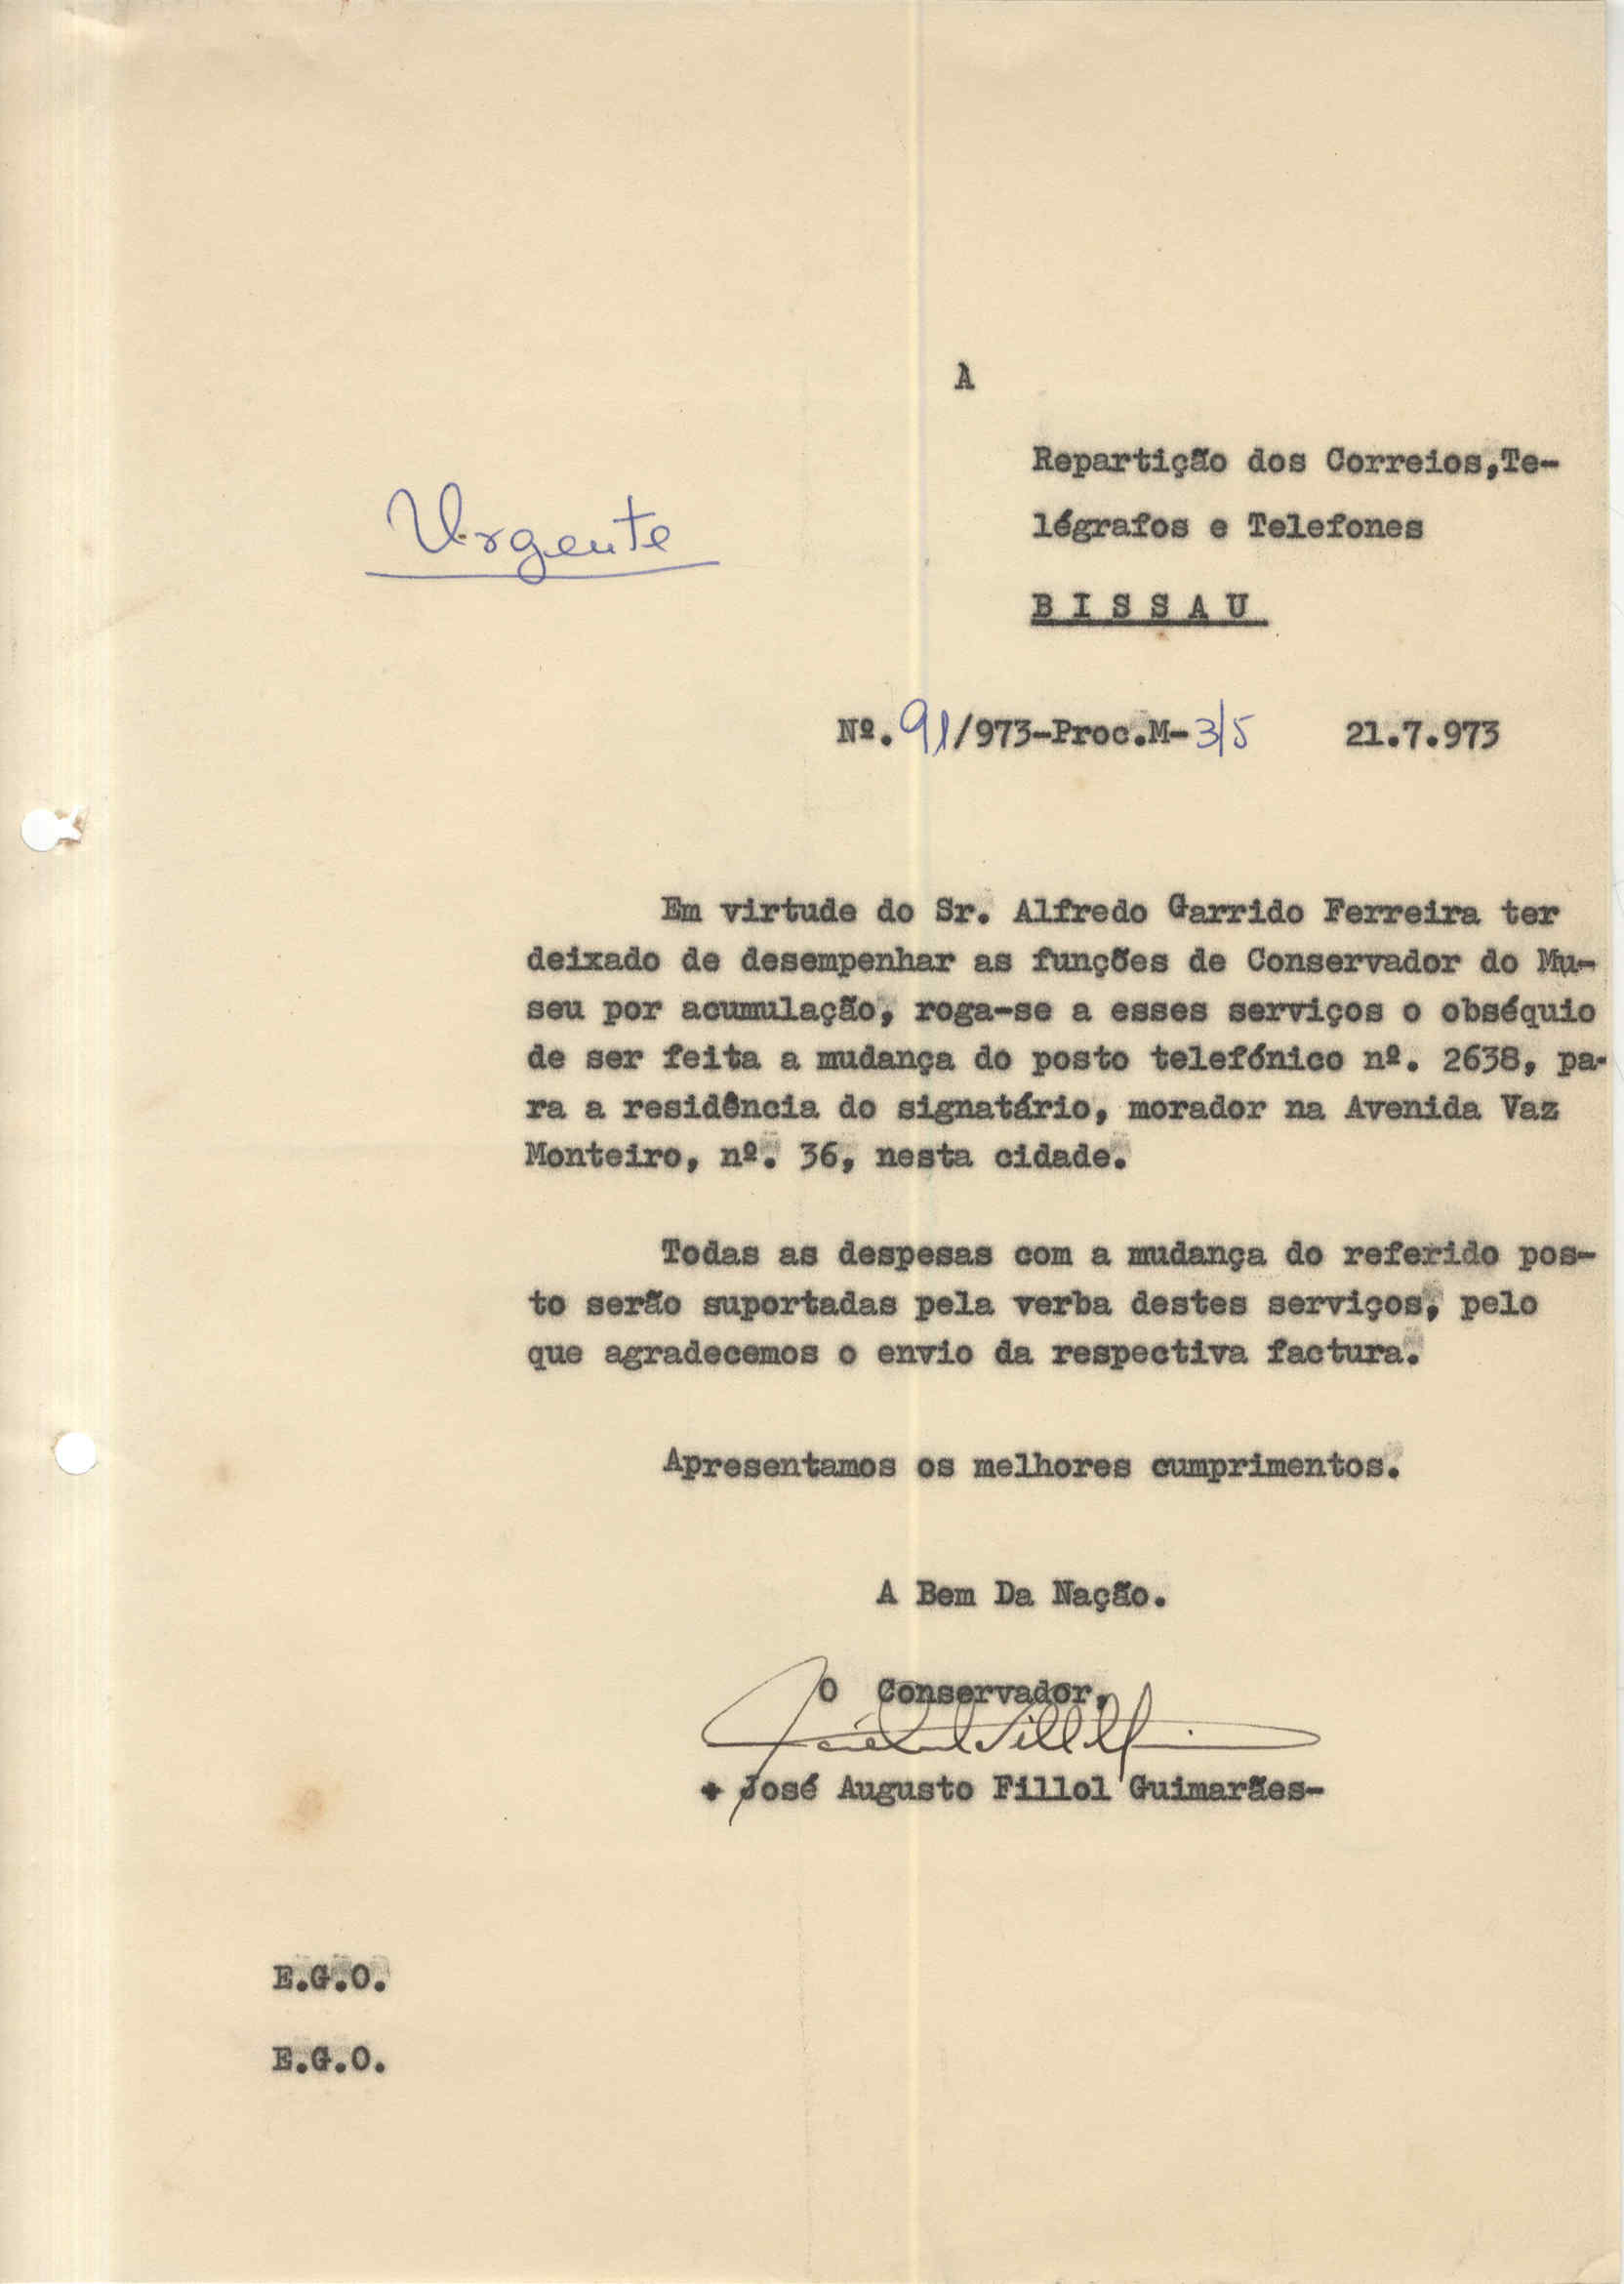 A
Repartição dos Correios,Te-
légrafos e Telefones
Urgente
B I S S A U
Nº. 91/973-Proc.M-3/5 21.7.973
Em virtude do Sr. Alfredo Garrido Ferreira ter
deixado de desempenhar as funções de Conservador do Mu-
seu por acumulação, roga-se a esses serviços o obséquio
de ser feita a mudança do posto telefónico nº. 2638, pa-
ra a residência do signatário, morador na Avenida Vaz
Monteiro, nº. 36, nesta cidade.
Todas as despesas com a mudança do referido pos-
to serão suportadas pela verba destes serviços, pelo
que agradecemos o envio da respectiva factura.
Apresentamos os melhores cumprimentos.
A Bem Da Nação.
O Conservador,
+ José Augusto Fillol Guimarães-
E.G.O.
E.G.O.